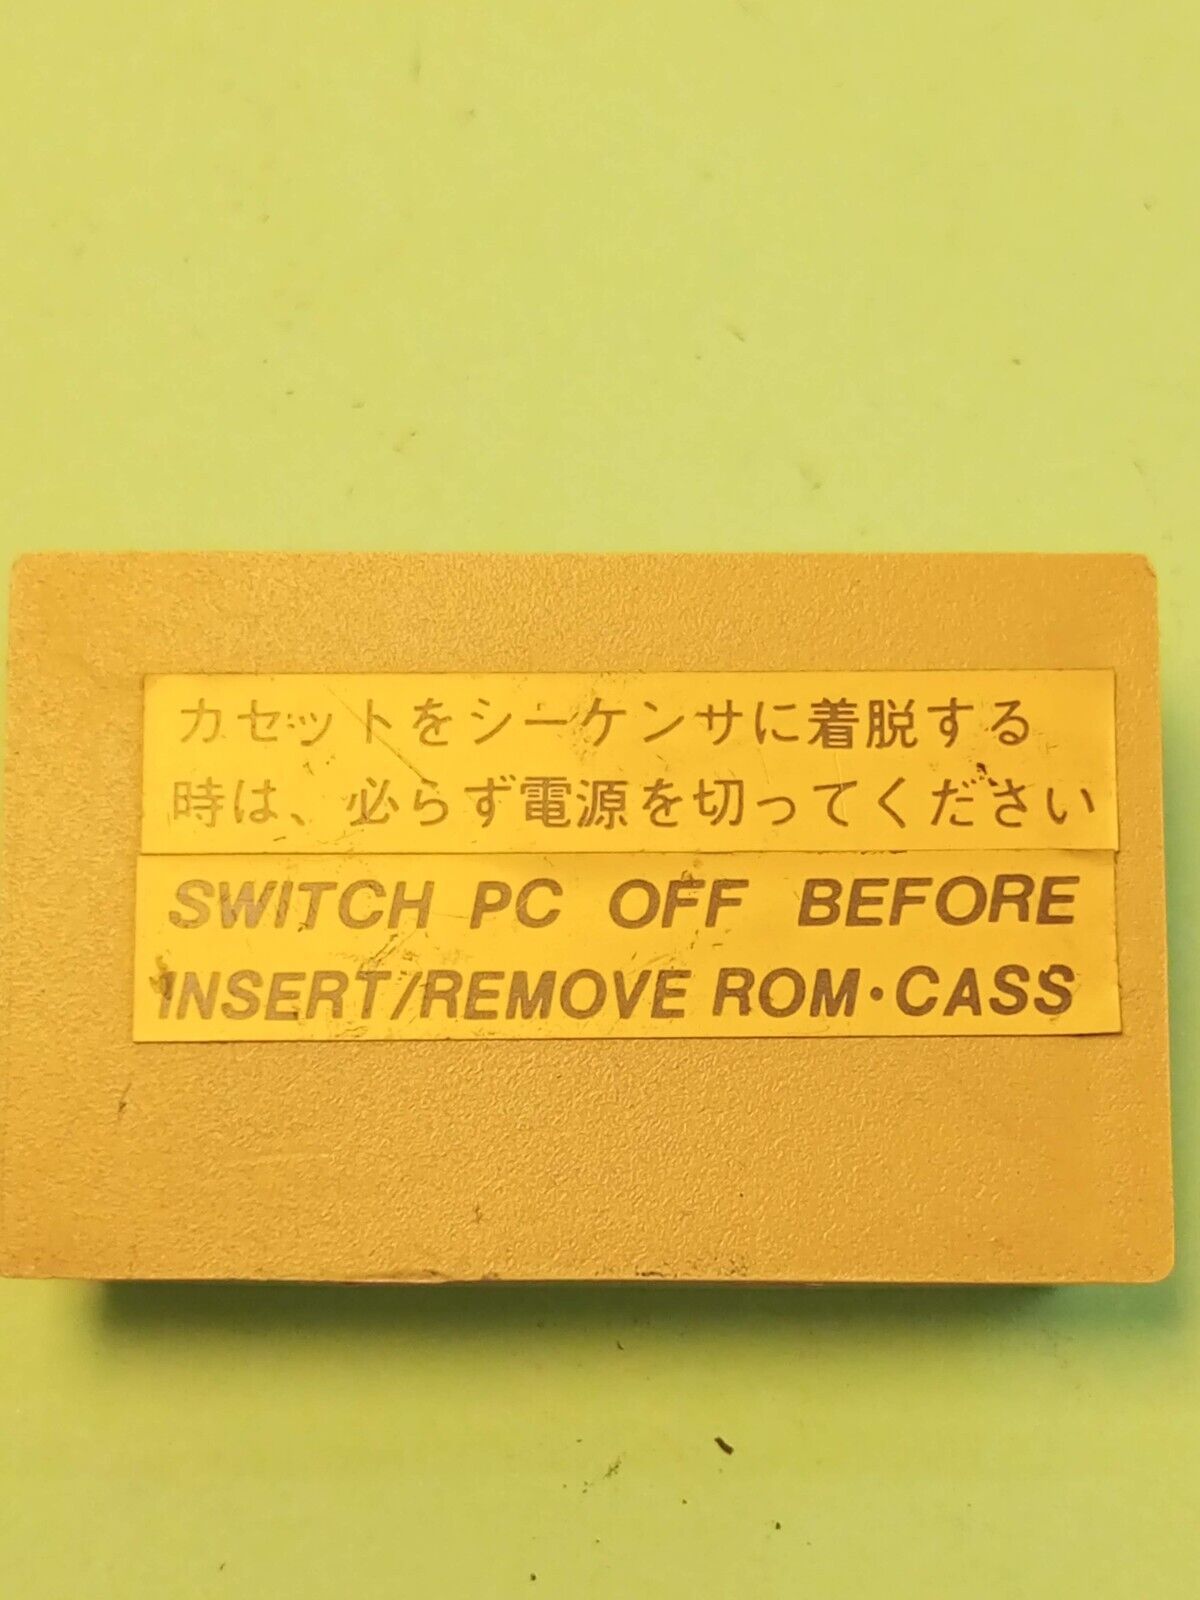 カセットをシーケンサに着脱する
時は、必らず電源を切ってください
SWITCH PC OFF BEFORE
INSERT/REMOVE ROM・CASS